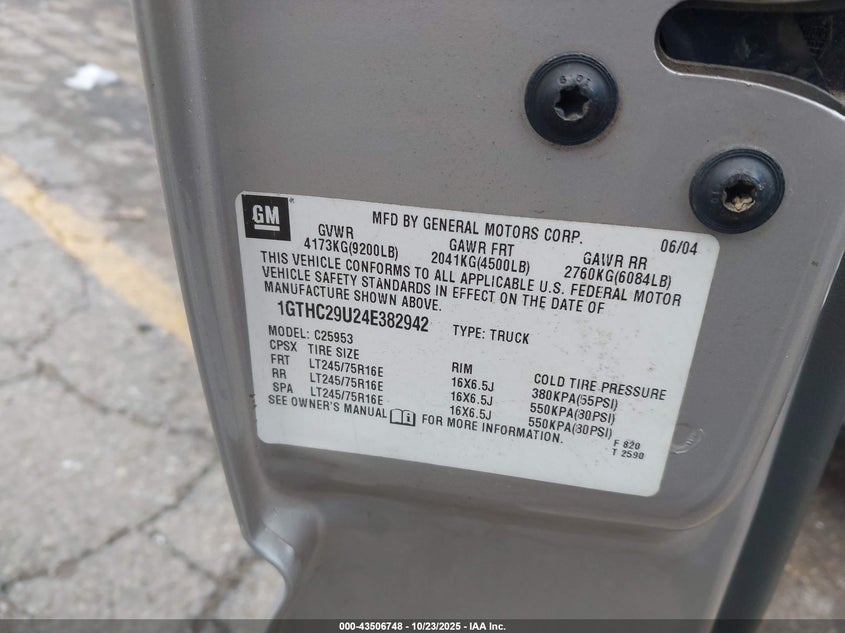 GM
MFD BY GENERAL MOTORS CORP. 06/04
GVWR GAWR FRT GAWR RR
4173KG(9200LB) 2041KG(4500LB) 2760KG(6084LB)
THIS VEHICLE CONFORMS TO ALL APPLICABLE U.S. FEDERAL MOTOR
VEHICLE SAFETY STANDARDS IN EFFECT ON THE DATE OF
MANUFACTURE SHOWN ABOVE.
1GTHC29U24E382942 TYPE: TRUCK
MODEL: C25953
CPSX TIRE SIZE RIM COLD TIRE PRESSURE
FRT LT245/75R16E 16X6.5J 380KPA(55PSI)
RR LT245/75R16E 16X6.5J 550KPA(80PSI)
SPA LT245/75R16E 16X6.5J 550KPA(80PSI)
SEE OWNER'S MANUAL FOR MORE INFORMATION.
F 820
T 2590
000-43506748 - 10/23/2025 - IAA Inc.